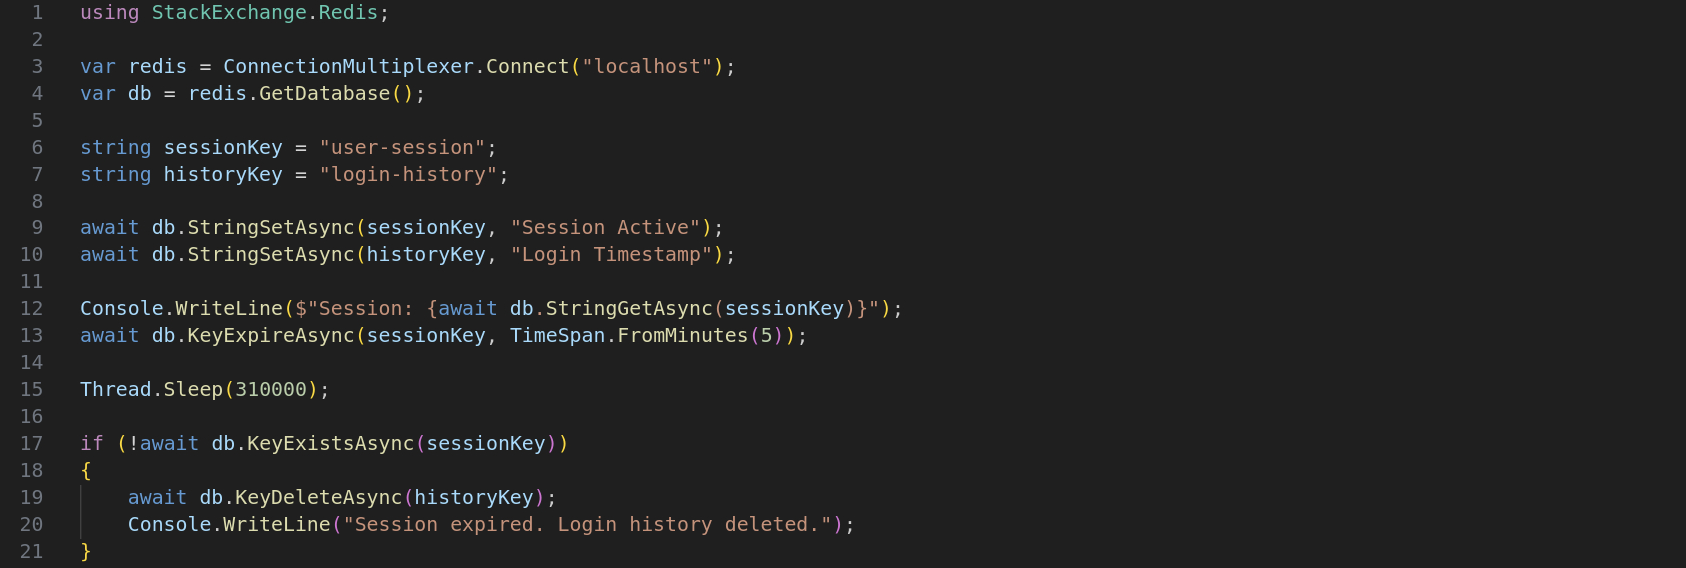 1 using StackExchange.Redis;
2
3 var redis = ConnectionMultiplexer.Connect("localhost");
4 var db = redis.GetDatabase();
5
6 string sessionKey = "user-session";
7 string historyKey = "login-history";
8
9 await db.StringSetAsync(sessionKey, "Session Active");
10 await db.StringSetAsync(historyKey, "Login Timestamp");
11
12 Console.WriteLine($"Session: {await db.StringGetAsync(sessionKey)}");
13 await db.KeyExpireAsync(sessionKey, TimeSpan.FromMinutes(5));
14
15 Thread.Sleep(310000);
16
17 if (!await db.KeyExistsAsync(sessionKey))
18 {
19     await db.KeyDeleteAsync(historyKey);
20     Console.WriteLine("Session expired. Login history deleted.");
21 }